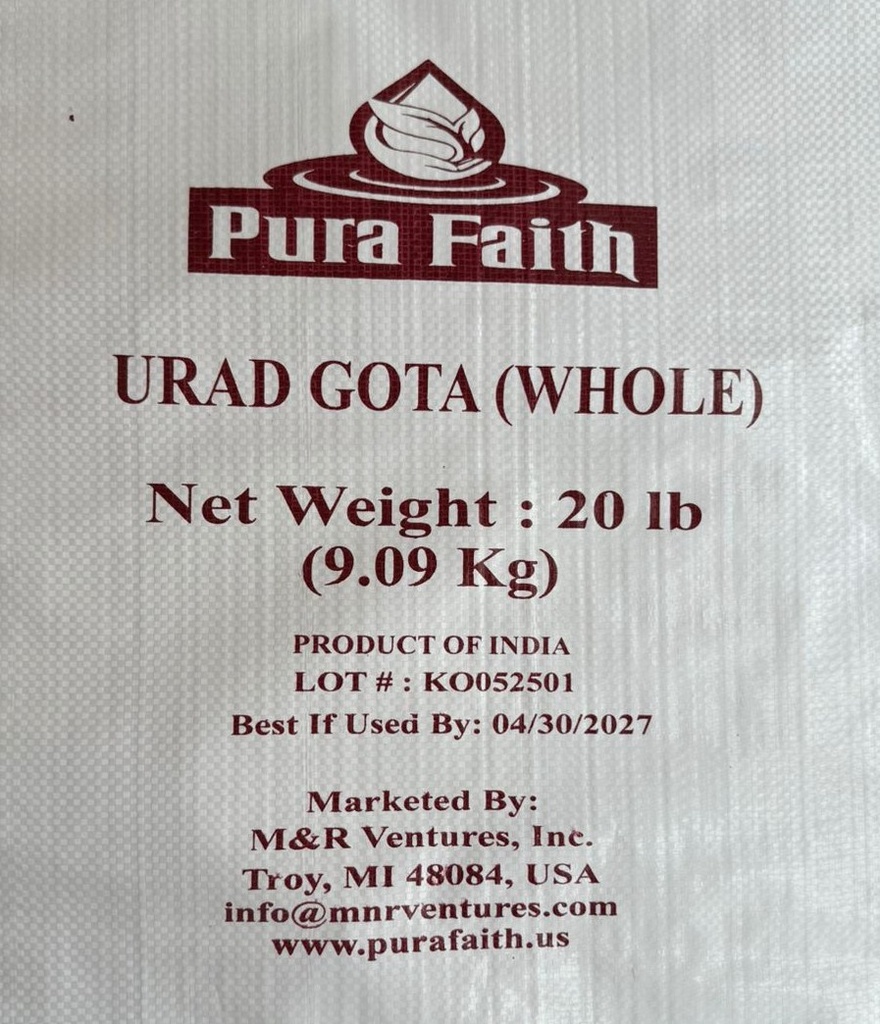 Pura Faith
URAD GOTA (WHOLE)
Net Weight : 20 lb
(9.09 Kg)
PRODUCT OF INDIA
LOT # : KO052501
Best If Used By: 04/30/2027
Marketed By:
M&R Ventures, Inc.
Troy, MI 48084, USA
info@mnrventures.com
www.purafaith.us